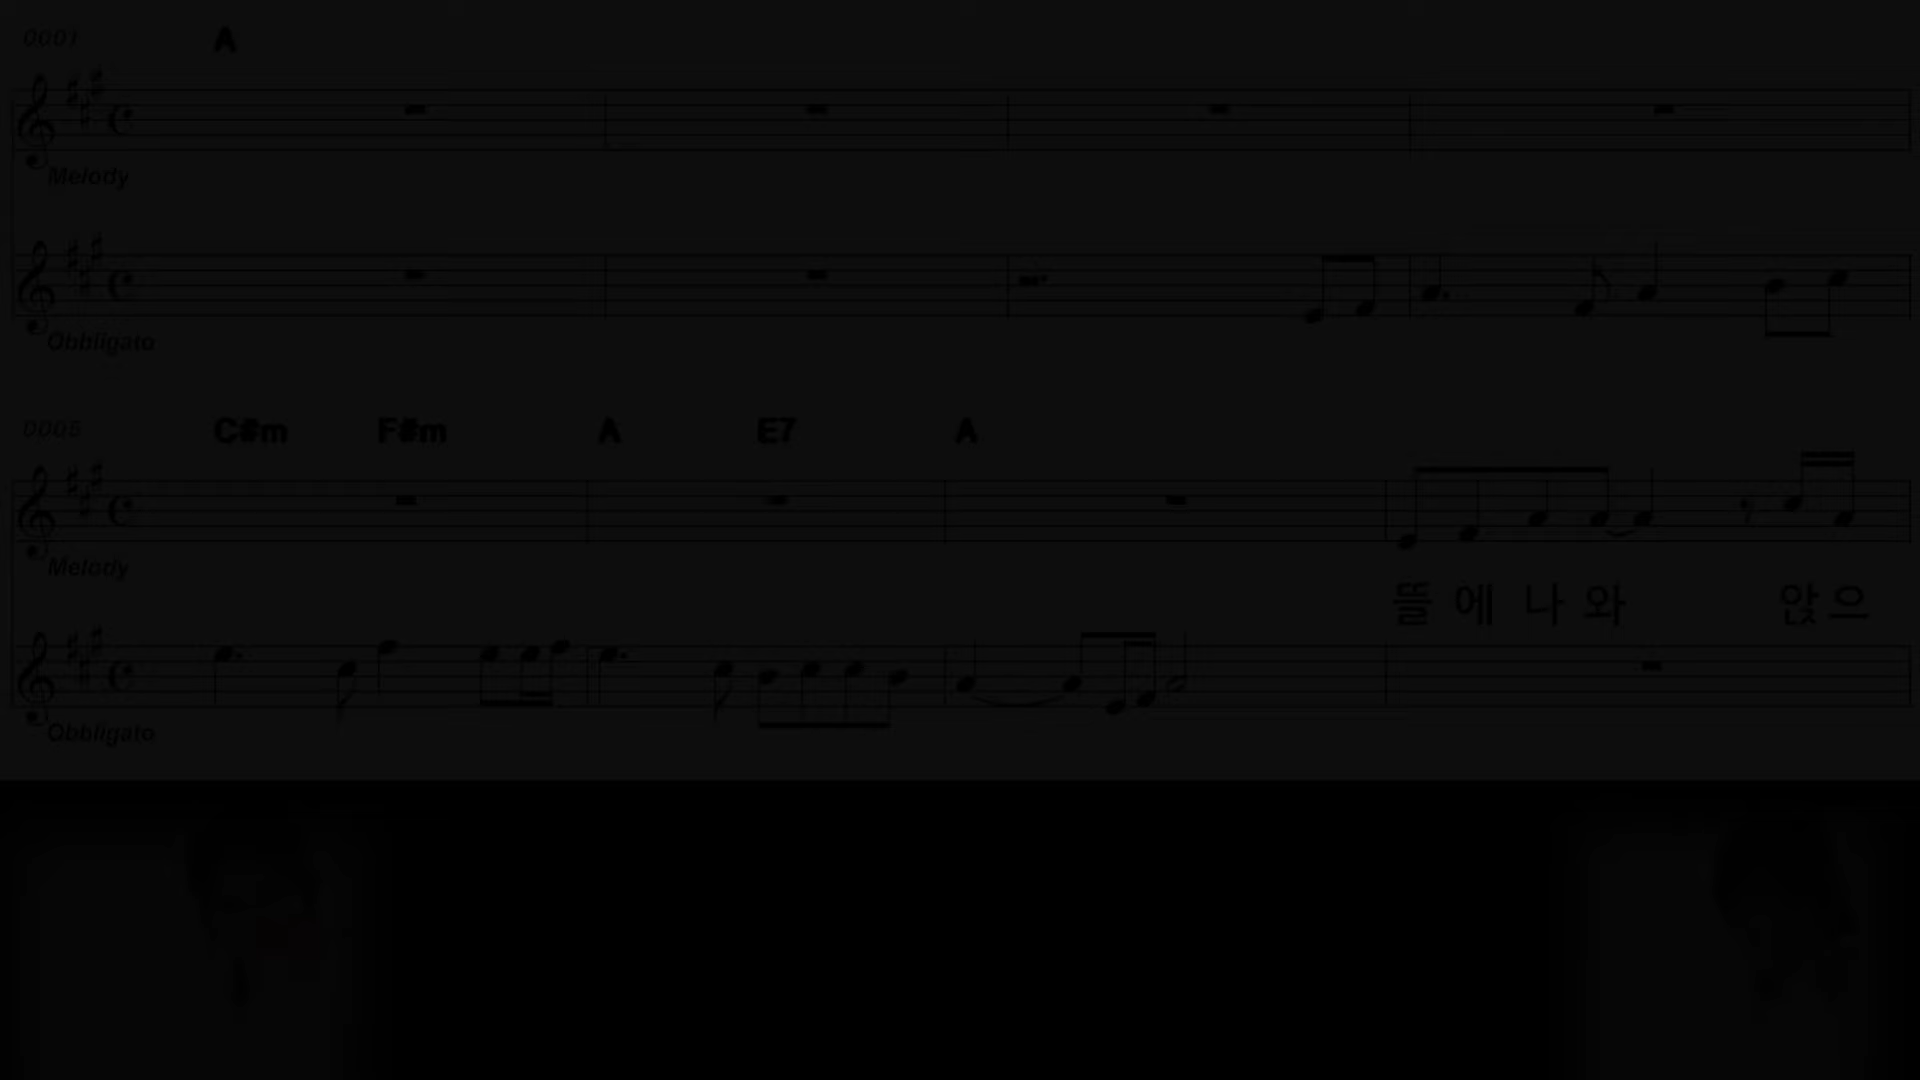 0001 A
Melody
Obbligato
0005 C#m F#m A E7 A
Melody
뜰 에 나 와 앉 으
Obbligato